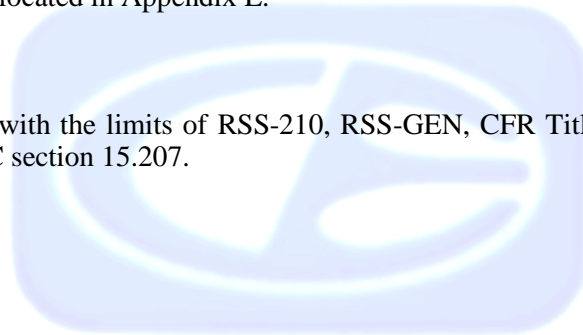 located in Appendix E.
with the limits of RSS-210, RSS-GEN, CFR Titl
C section 15.207.